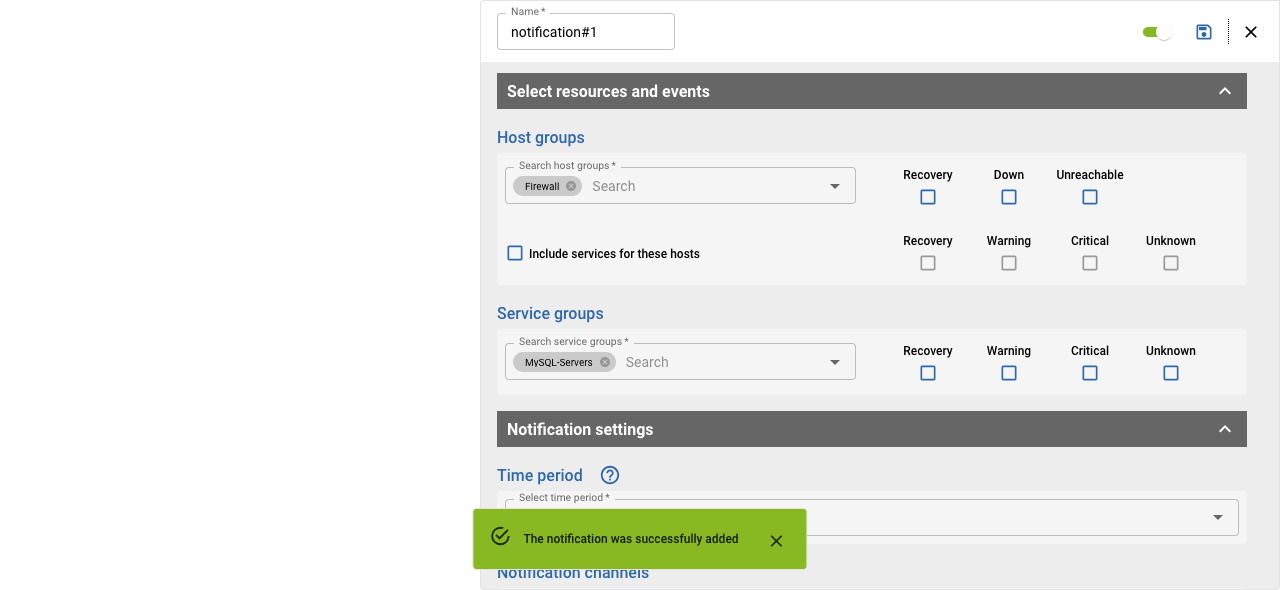 Name *
notification#1
Select resources and events
Host groups
Search host groups *
Firewall Search
Recovery Down Unreachable
Include services for these hosts
Recovery Warning Critical Unknown
Service groups
Search service groups *
MySQL-Servers Search
Recovery Warning Critical Unknown
Notification settings
Time period
Select time period *
The notification was successfully added
Notification channels